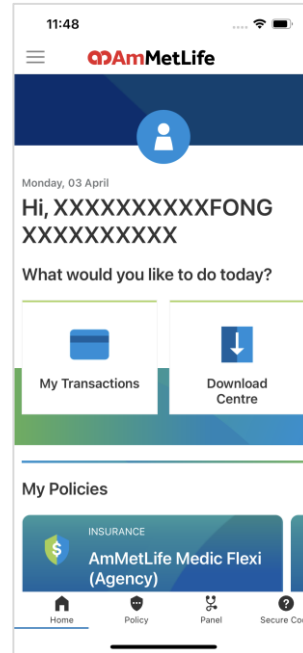 11:48
AmMetLife
Monday, 03 April
Hi, XXXXXXXXXXFONG
XXXXXXXXXX
What would you like to do today?
My Transactions
Download
Centre
My Policies
INSURANCE
AmMetLife Medic Flexi
(Agency)
Home
Policy
Panel
Secure Co